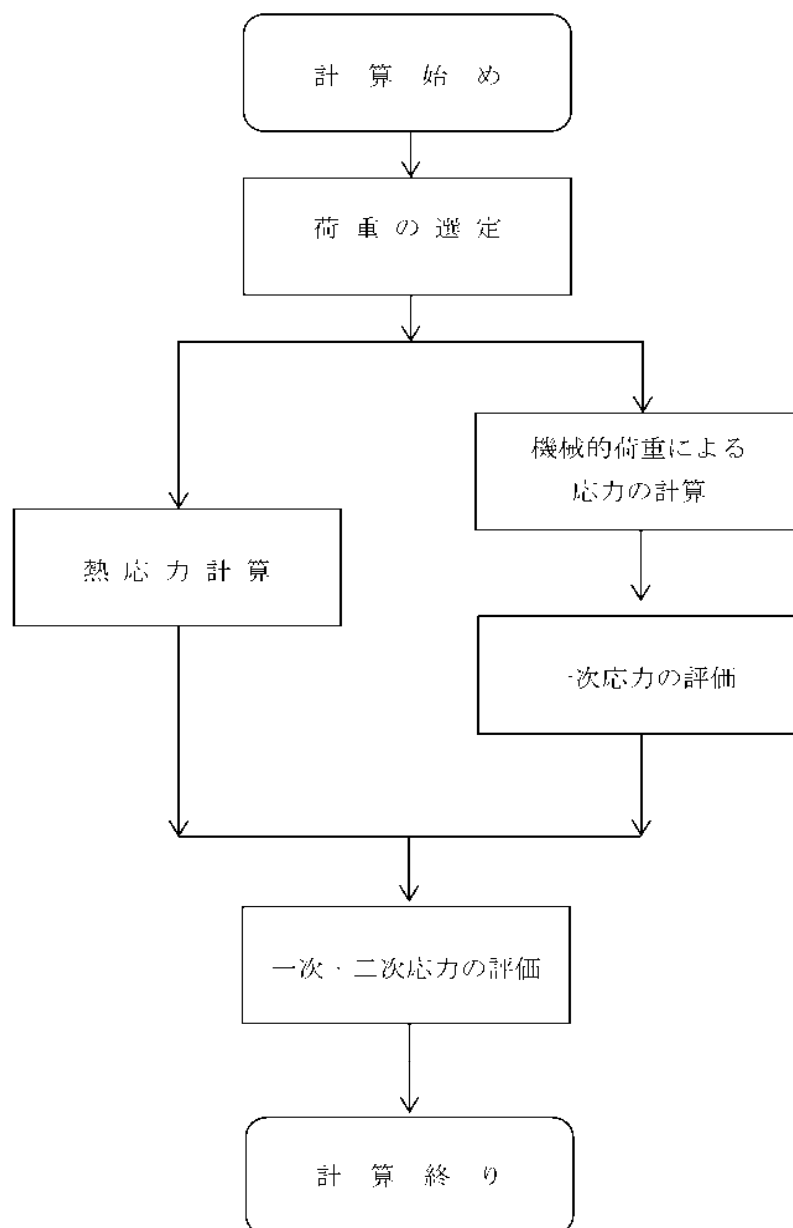 計算始め
荷重の選定
機械的荷重による
応力の計算
熱応力計算
一次応力の評価
一次・二次応力の評価
計算終り